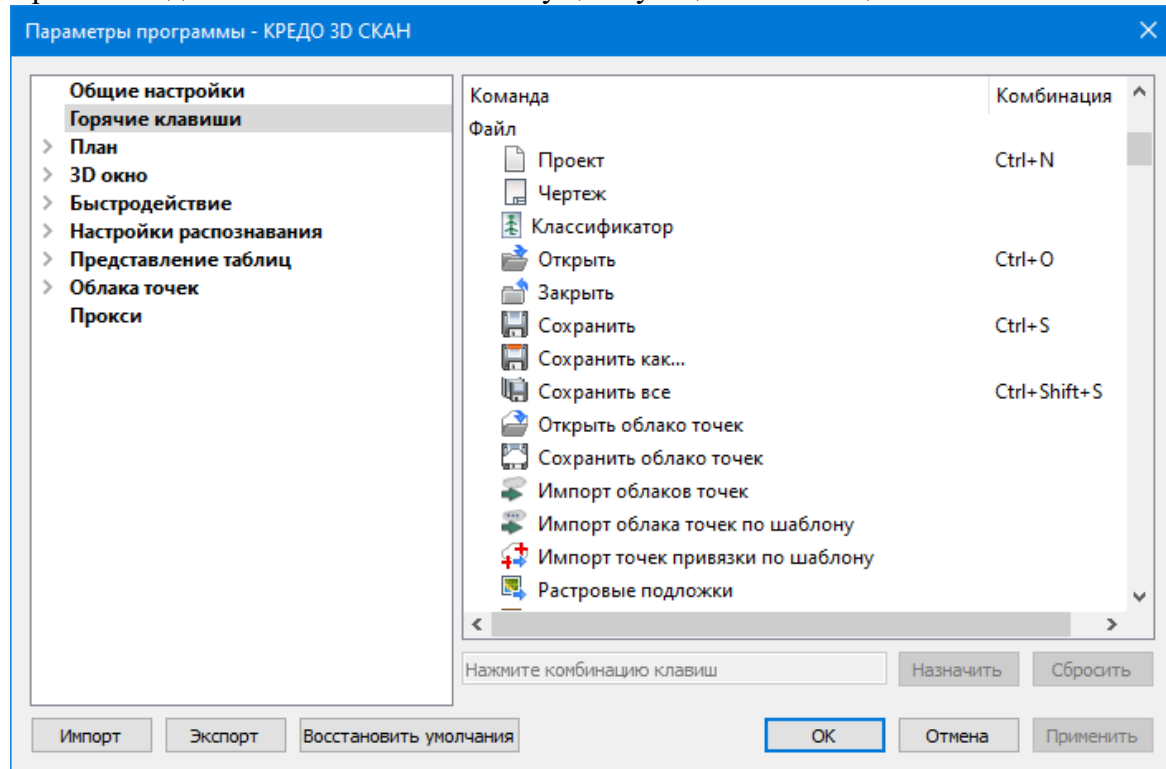 Параметры программы - КРЕДО 3D СКАН
Общие настройки
Горячие клавиши
План
3D окно
Быстродействие
Настройки распознавания
Представление таблиц
Облака точек
Прокси
Команда Комбинация
Файл
Проект Ctrl+N
Чертеж
Классификатор
Открыть Ctrl+O
Закрыть
Сохранить Ctrl+S
Сохранить как...
Сохранить все Ctrl+Shift+S
Открыть облако точек
Сохранить облако точек
Импорт облаков точек
Импорт облака точек по шаблону
Импорт точек привязки по шаблону
Растровые подложки
Нажмите комбинацию клавиш Назначить Сбросить
Импорт Экспорт Восстановить умолчания OK Отмена Применить